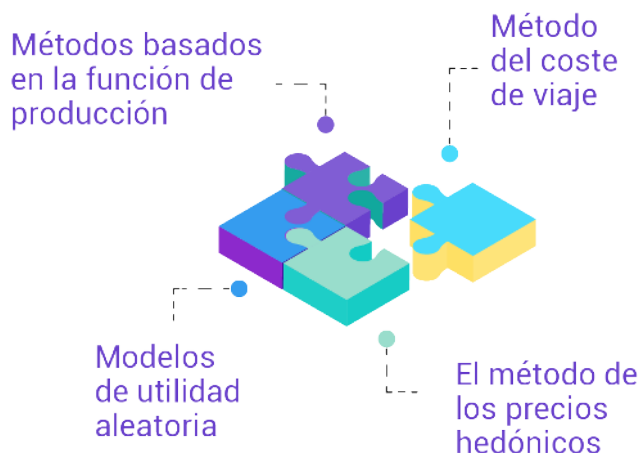 Métodos basados
en la función de
producción
Método
del coste
de viaje
Modelos
de utilidad
aleatoria
El método de
los precios
hedónicos